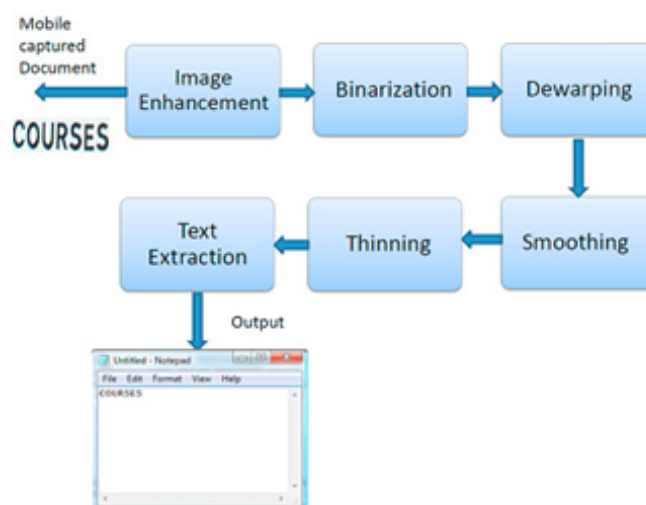 Mobile
captured
Document
COURSES
Image
Enhancement
Binarization
Dewarping
Smoothing
Thinning
Text
Extraction
Output
Untitled - Notepad
File Edit Format View Help
COURSES